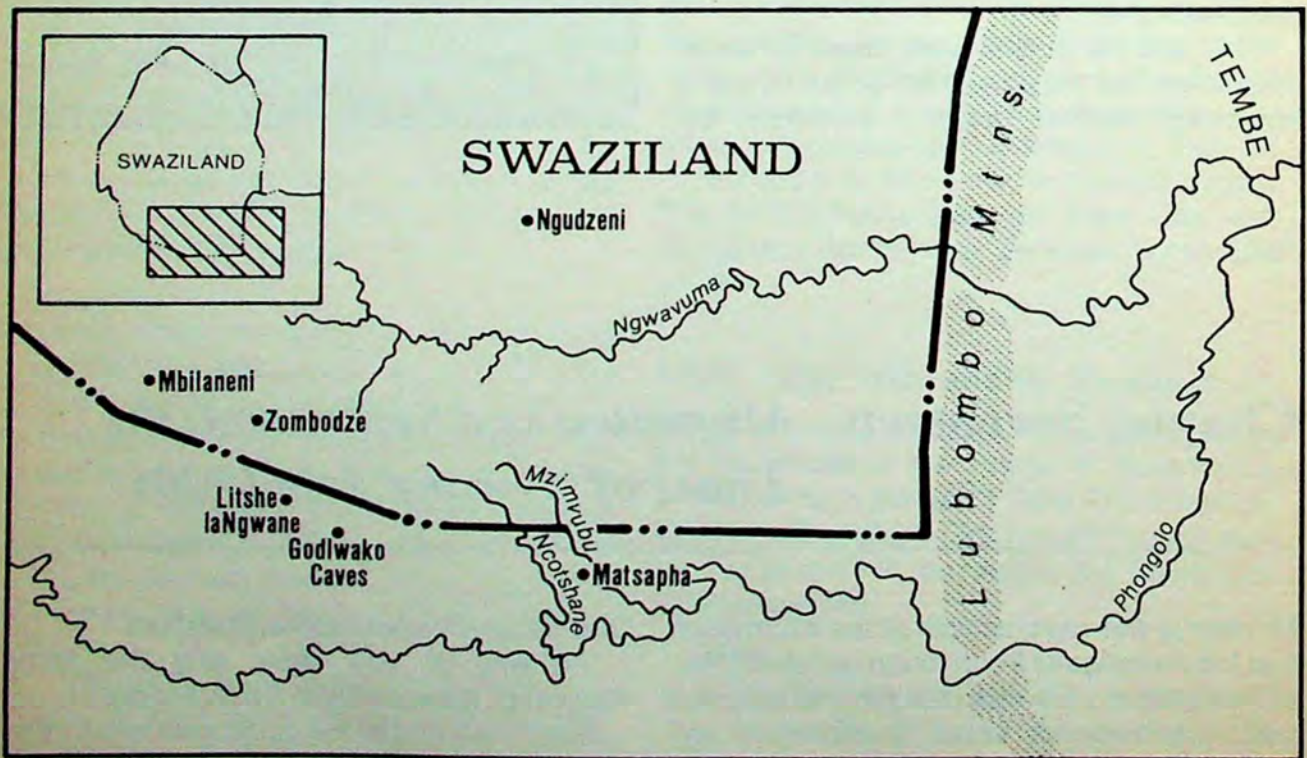 SWAZILAND
SWAZILAND
TEMBE
Ngudzeni
Lubombo Mtns.
Ngwavuma
Mbilaneni
Zombodze
Mzimvubu
Litshe
laNgwane
Godlwako
Caves
Ncotshane
Matsapha
Phongolo